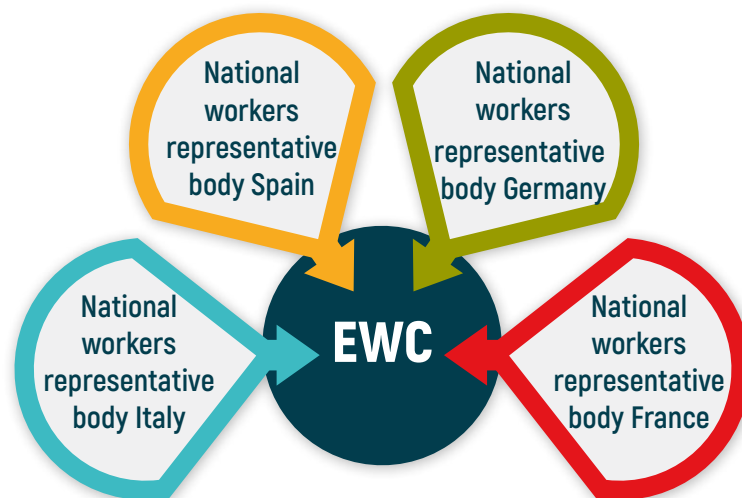 National
workers
representative
body Spain
National
workers
representative
body Germany
National
workers
representative
body Italy
EWC
National
workers
representative
body France